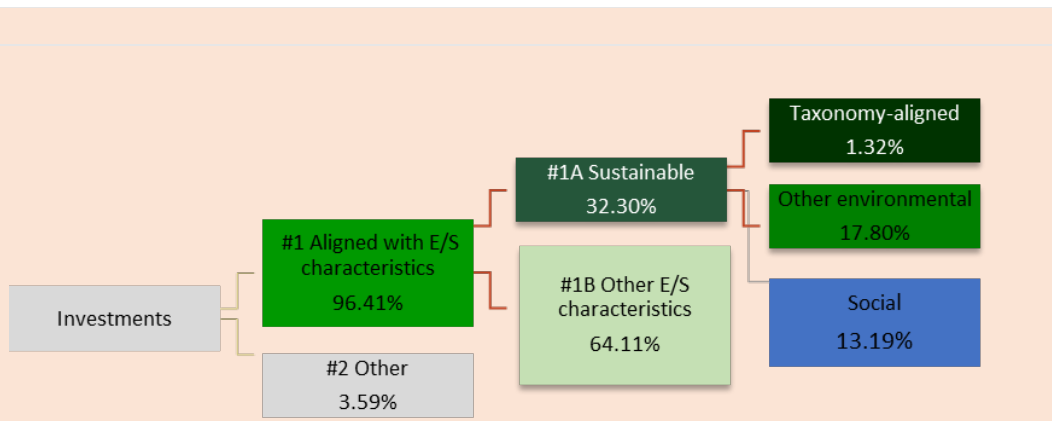 Investments
#1 Aligned with E/S
characteristics
96.41%
#2 Other
3.59%
#1A Sustainable
32.30%
#1B Other E/S
characteristics
64.11%
Taxonomy-aligned
1.32%
Other environmental
17.80%
Social
13.19%